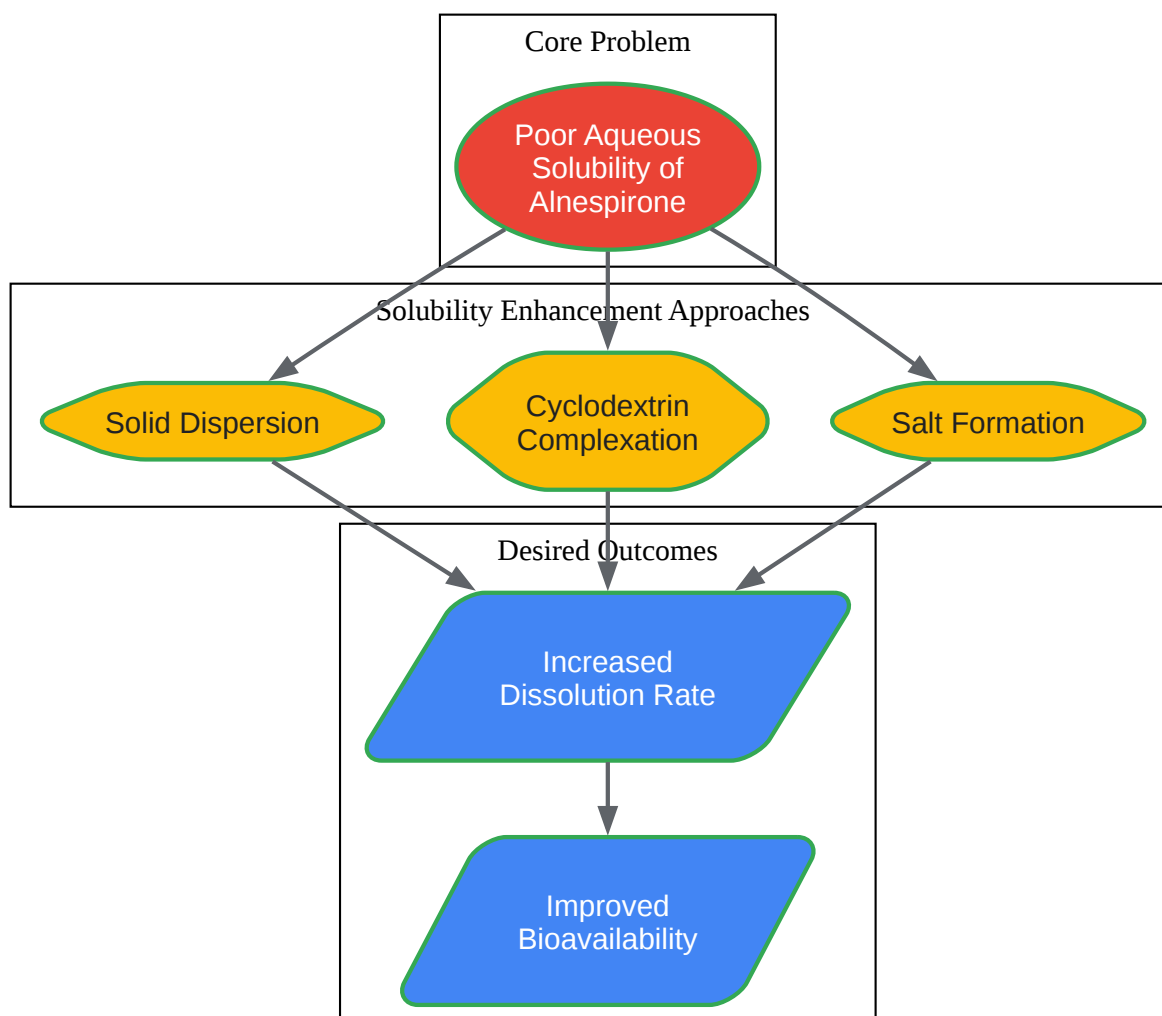 Core Problem
Poor Aqueous
Solubility of
Alnespirone
Solubility Enhancement Approaches
Solid Dispersion
Cyclodextrin
Complexation
Salt Formation
Desired Outcomes
Increased
Dissolution Rate
Improved
Bioavailability